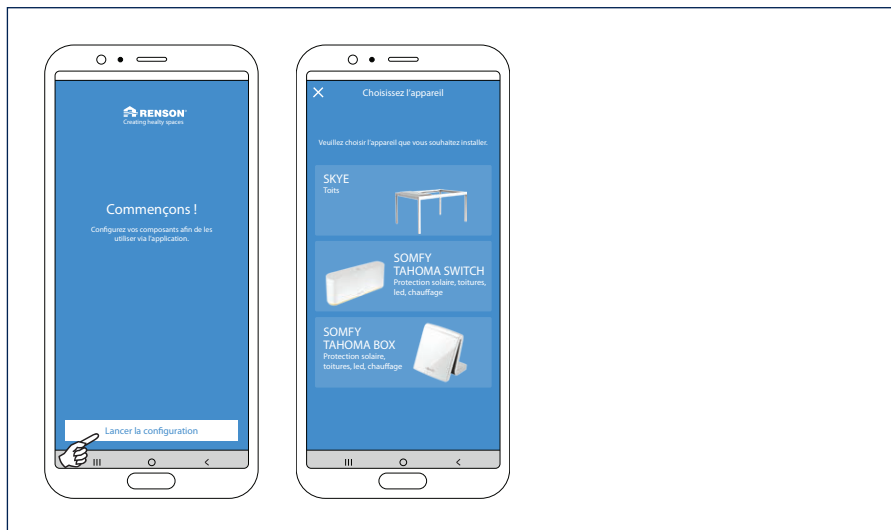 RENSON
Creating healty spaces
Commençons !
Configurez vos composants afin de les
utiliser via l'application.
Lancer la configuration
Choisissez l'appareil
Veuillez choisir l'appareil que vous souhaitez installer.
SKYE
Toits
SOMFY
TAHOMA SWITCH
Protection solaire, toitures,
led, chauffage
SOMFY
TAHOMA BOX
Protection solaire,
toitures, led, chauffage